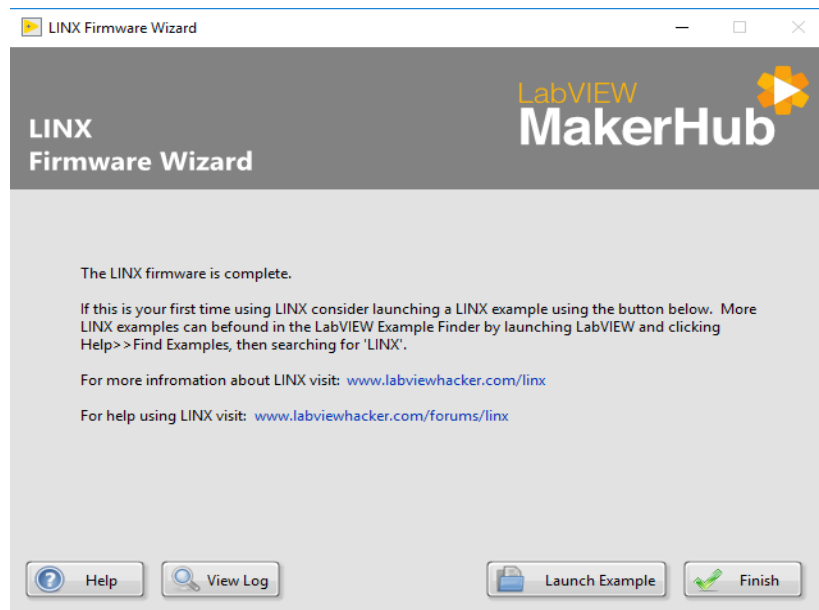 LINX Firmware Wizard
LabVIEW
MakerHub
LINX
Firmware Wizard
The LINX firmware is complete.
If this is your first time using LINX consider launching a LINX example using the button below. More
LINX examples can befound in the LabVIEW Example Finder by launching LabVIEW and clicking
Help>>Find Examples, then searching for 'LINX'.
For more infromation about LINX visit: www.labviewhacker.com/linx
For help using LINX visit: www.labviewhacker.com/forums/linx
Help
View Log
Launch Example
Finish